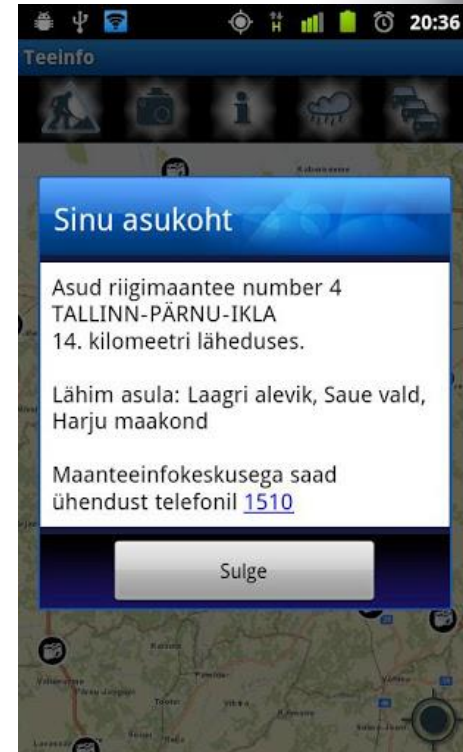 H
20:36
Teeinfo
Sinu asukoht
Asud riigimaantee number 4
TALLINN-PÄRNU-IKLA
14. kilomeetri läheduses.
Lähim asula: Laagri alevik, Saue vald,
Harju maakond
Maanteeinfokeskusega saad
ühendust telefonil 1510
Sulge